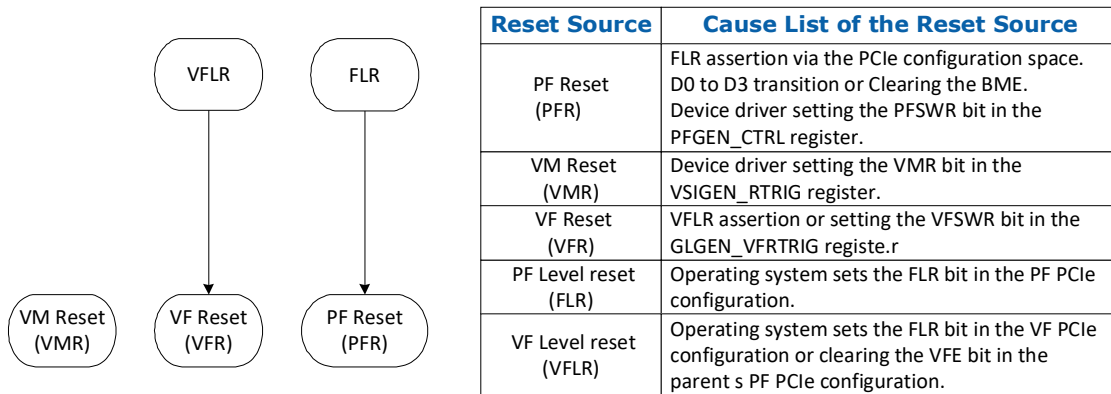 VFLR
FLR
VM Reset
(VMR)
VF Reset
(VFR)
PF Reset
(PFR)
Reset Source
Cause List of the Reset Source
PF Reset
(PFR)
FLR assertion via the PCIe configuration space.
D0 to D3 transition or Clearing the BME.
Device driver setting the PFSWR bit in the
PFGEN_CTRL register.
VM Reset
(VMR)
Device driver setting the VMR bit in the
VSIGEN_RTRIG register.
VF Reset
(VFR)
VFLR assertion or setting the VFSWR bit in the
GLGEN_VFRTRIG registe.r
PF Level reset
(FLR)
Operating system sets the FLR bit in the PF PCIe
configuration.
VF Level reset
(VFLR)
Operating system sets the FLR bit in the VF PCIe
configuration or clearing the VFE bit in the
parent s PF PCIe configuration.